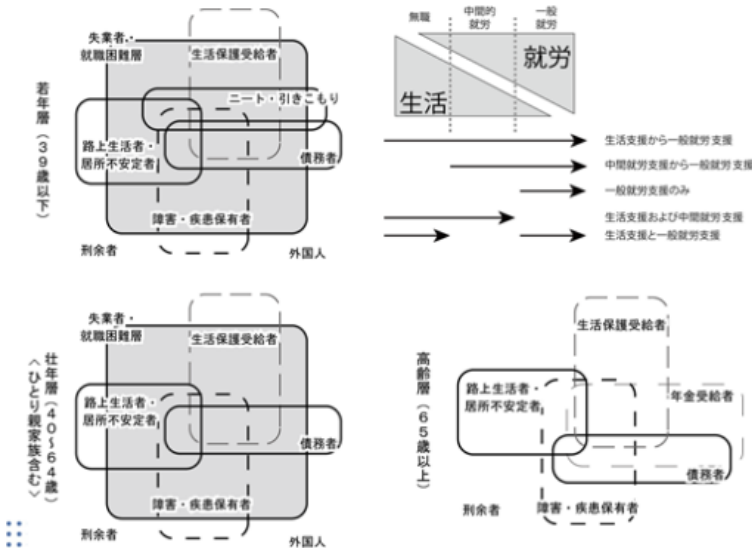 失業者・
就職困難層
生活保護受給者
ニート・引きこもり
路上生活者・
居所不安定者
債務者
障害・疾患保有者
刑余者
外国人
若年層（39歳以下）
無職
中間的
就労
一般
就労
就労
生活
生活支援から一般就労支援
中間就労支援から一般就労支援
一般就労支援のみ
生活支援および中間就労支援
生活支援と一般就労支援
失業者・
就職困難層
生活保護受給者
路上生活者・
居所不安定者
債務者
障害・疾患保有者
刑余者
外国人
壮年層（40～64歳）
〈ひとり親家族含む〉
生活保護受給者
路上生活者・
居所不安定者
年金受給者
債務者
障害・疾患保有者
刑余者
高齢層（65歳以上）